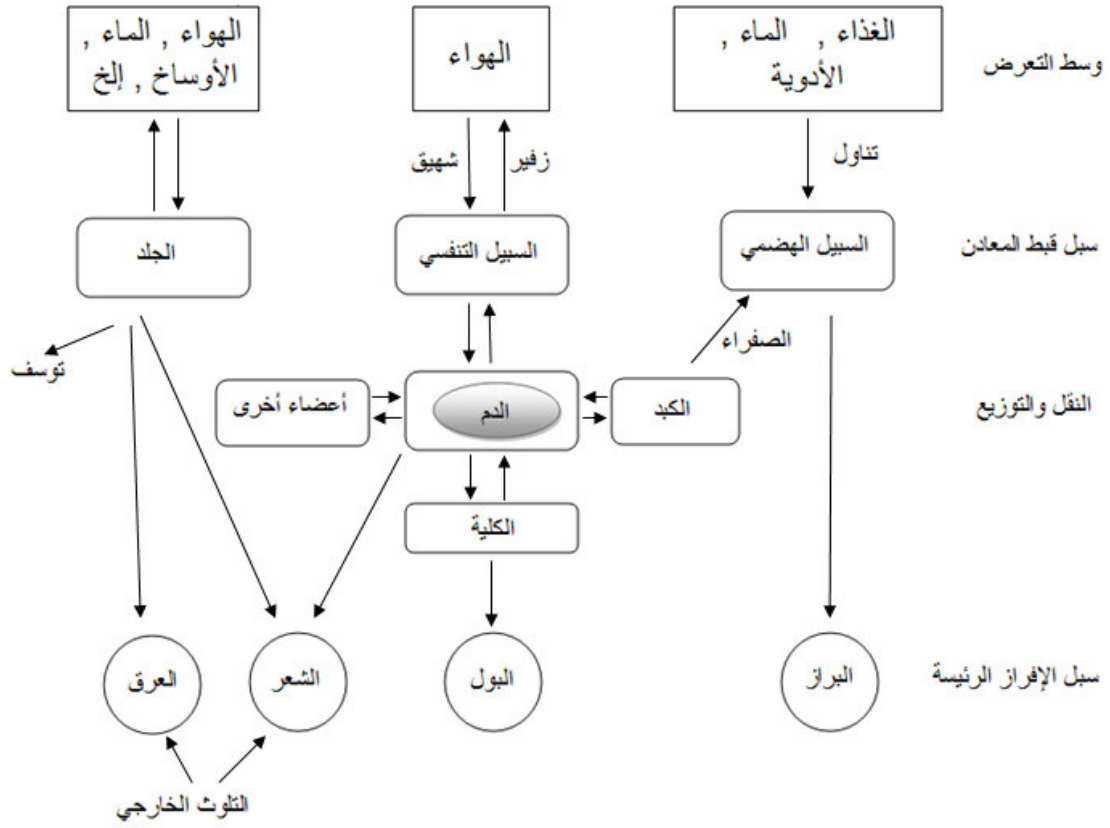 وسط التعرض
الغذاء , الماء ,
الأدوية
الهواء
الهواء , الماء ,
الأوساخ , إلخ
تناول
زفير
شهيق
سبل قبط المعادن
السبيل الهضمي
السبيل التنفسي
الجلد
الصفراء
توسف
النقل والتوزيع
الكبد
الدم
أعضاء أخرى
الكلية
سبل الإفراز الرئيسة
البراز
البول
الشعر
العرق
التلوث الخارجي